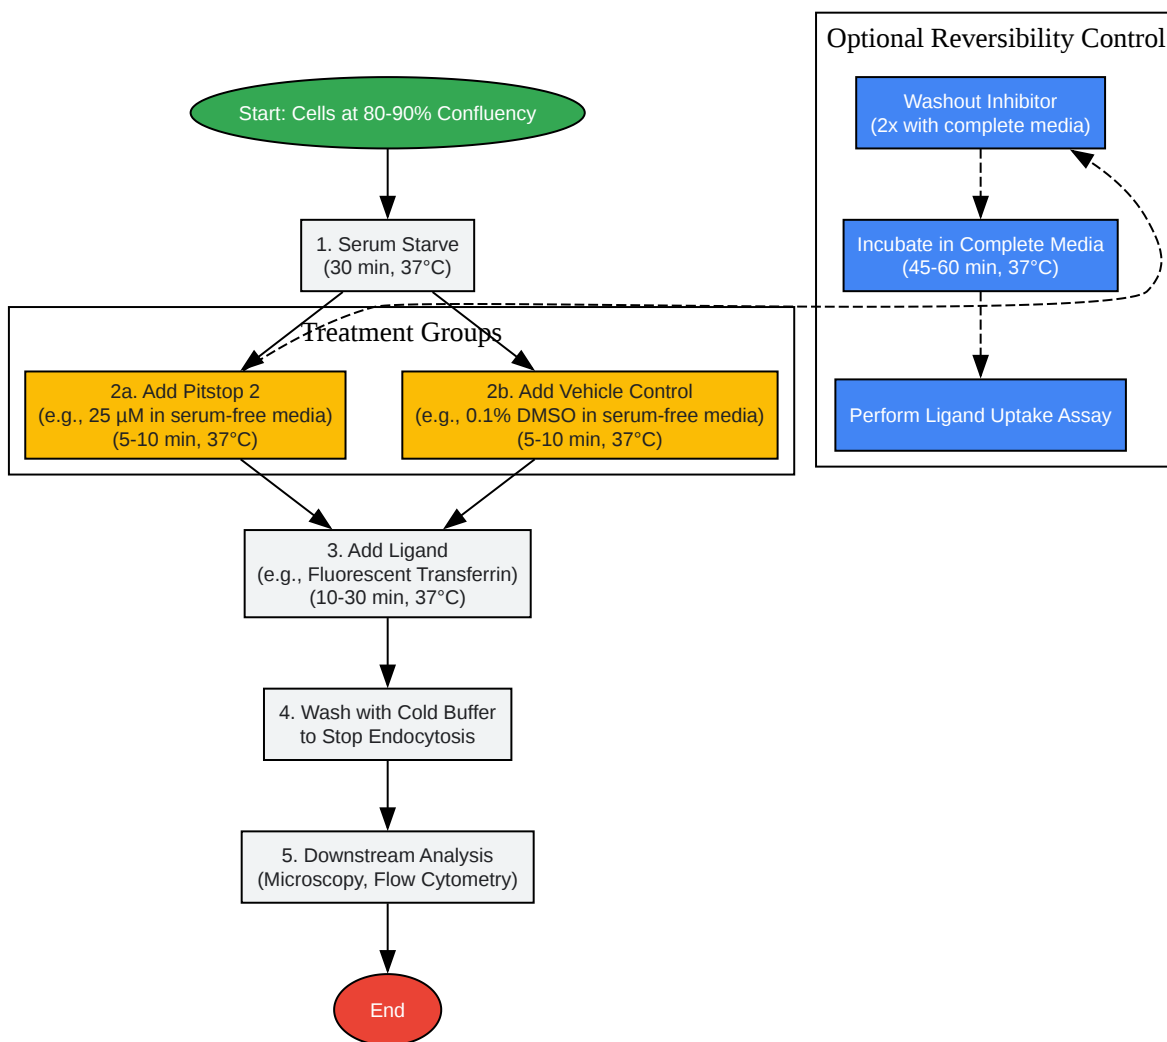 Start: Cells at 80-90% Confluency
1. Serum Starve
(30 min, 37°C)
Treatment Groups
2a. Add Pitstop 2
(e.g., 25 µM in serum-free media)
(5-10 min, 37°C)
2b. Add Vehicle Control
(e.g., 0.1% DMSO in serum-free media)
(5-10 min, 37°C)
3. Add Ligand
(e.g., Fluorescent Transferrin)
(10-30 min, 37°C)
4. Wash with Cold Buffer
to Stop Endocytosis
5. Downstream Analysis
(Microscopy, Flow Cytometry)
End
Optional Reversibility Control
Washout Inhibitor
(2x with complete media)
Incubate in Complete Media
(45-60 min, 37°C)
Perform Ligand Uptake Assay